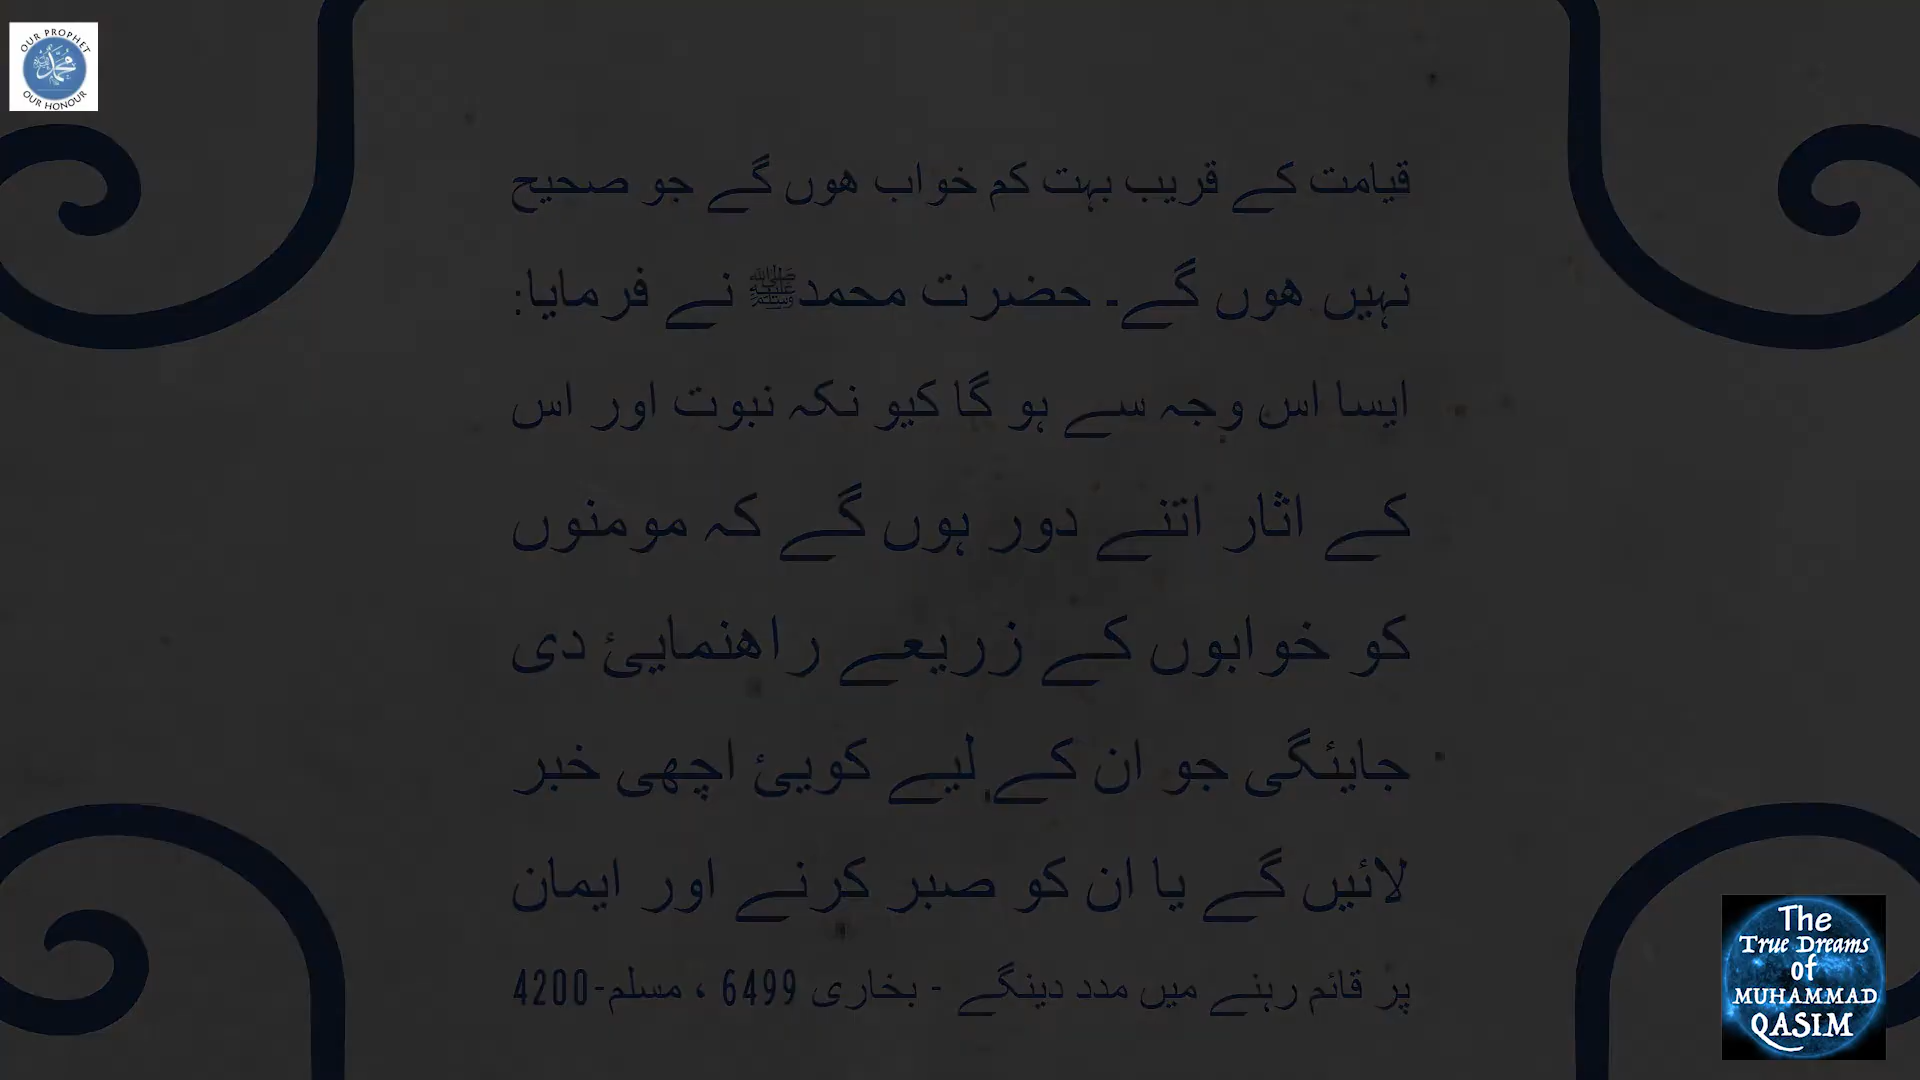 OUR PROPHET
محمد
OUR HONOUR
قیامت کے قریب بہت کم خواب ھوں گے جو صحیح
نہیں ھوں گے۔ حضرت محمدﷺ نے فرمایا:
ایسا اس وجہ سے ہو گا کیو نکہ نبوت اور اس
کے اثار اتنے دور ہوں گے کہ مومنوں
کو خوابوں کے زریعے راھنمایئ دی
جایئگی جو ان کے لیے کویئ اچھی خبر
لائیں گے یا ان کو صبر کرنے اور ایمان
پر قائم رہنے میں مدد دینگے - بخاری 6499 ، مسلم-4200
The
True Dreams
of
MUHAMMAD
QASIM